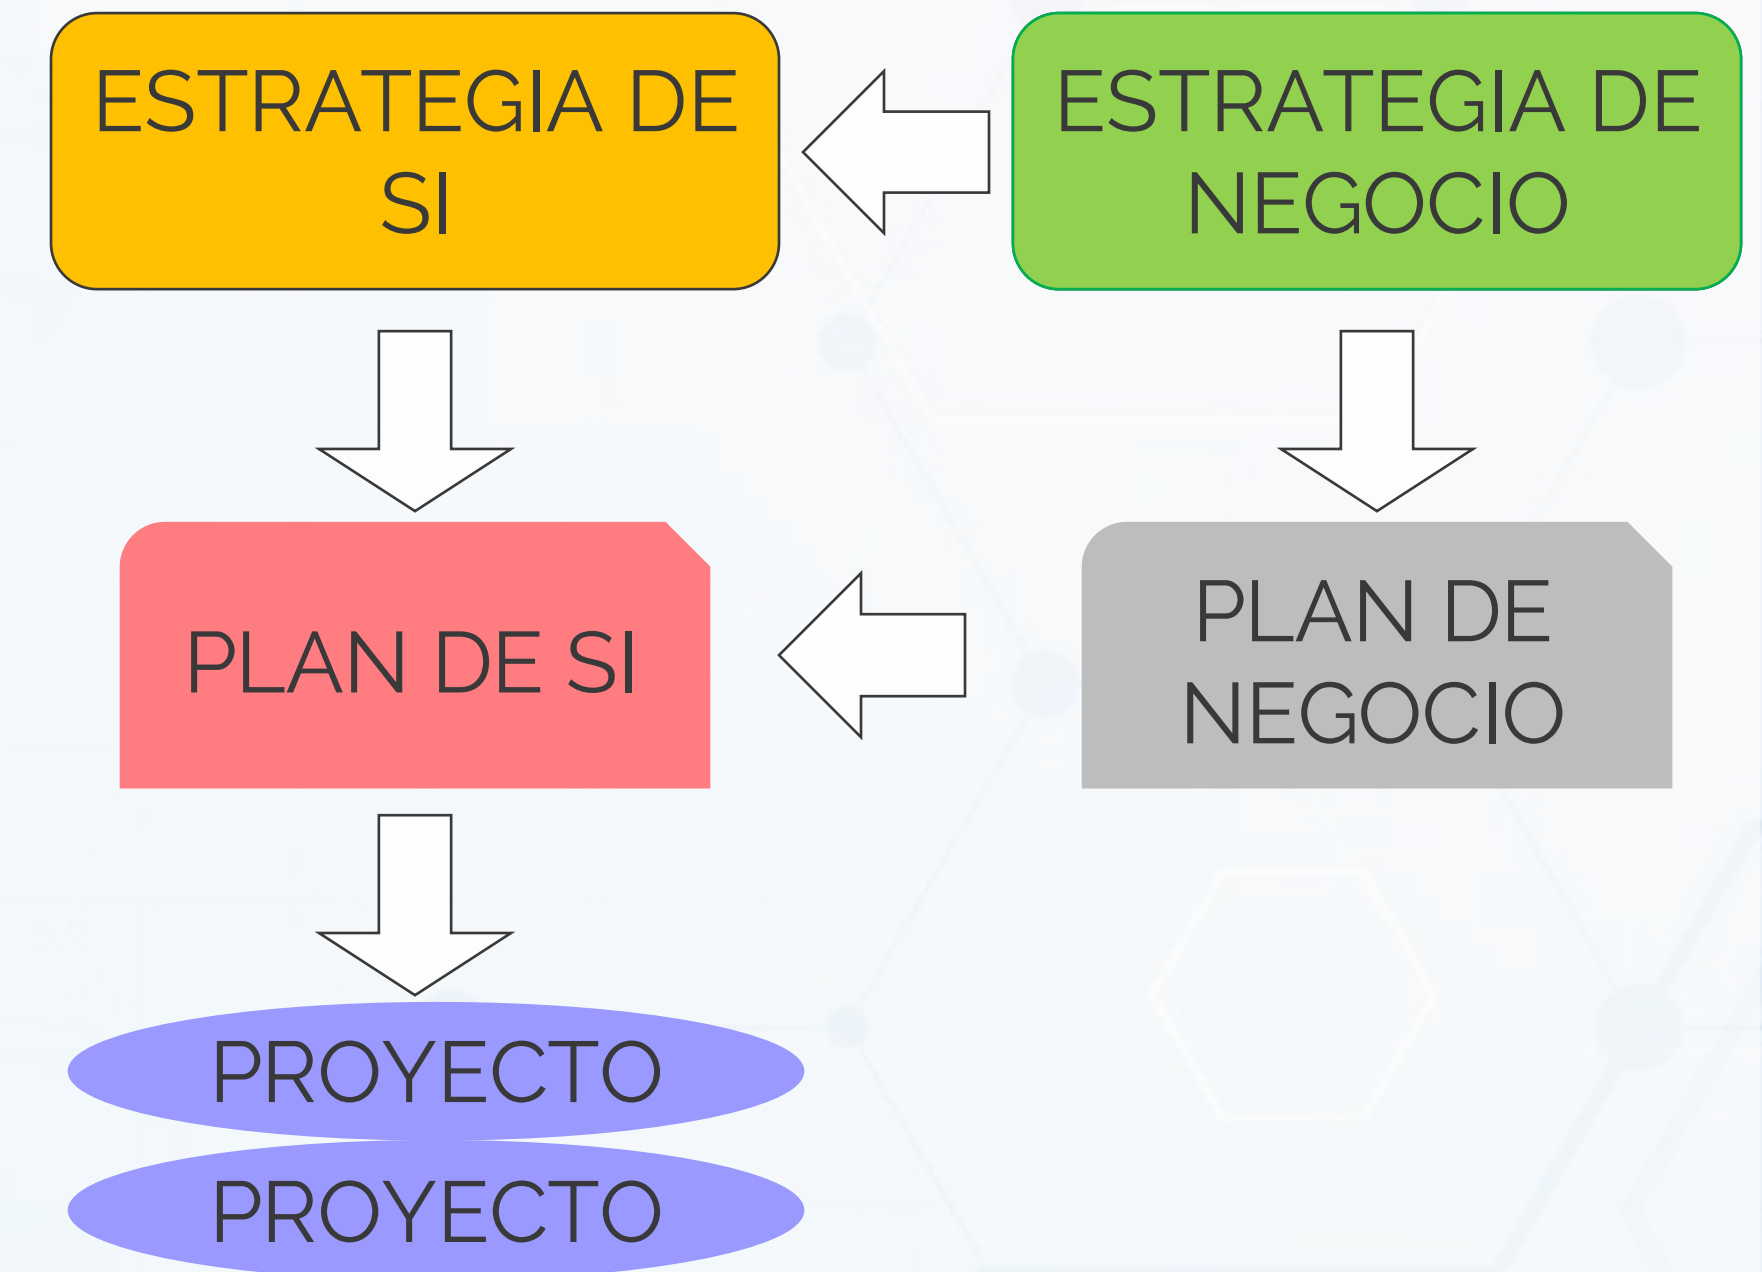 ESTRATEGIA DE
SI
ESTRATEGIA DE
NEGOCIO
PLAN DE SI
PLAN DE
NEGOCIO
PROYECTO
PROYECTO